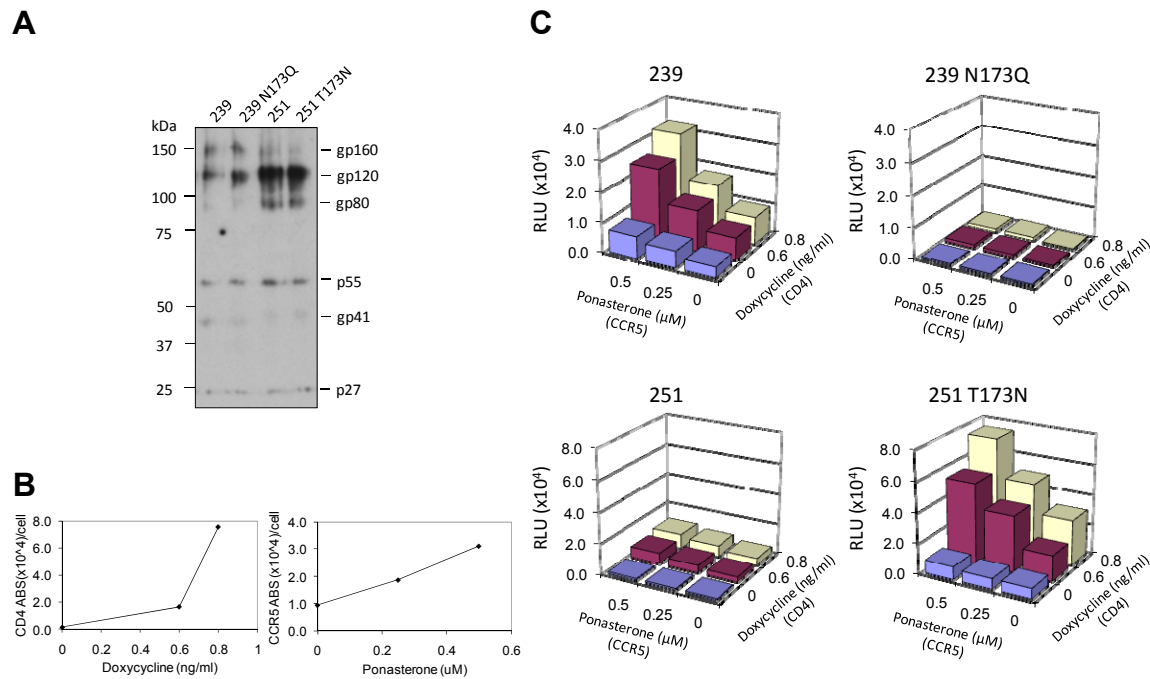 A
239
239 N173Q
251
251 T173N
kDa
150
100
75
50
37
25
gp160
gp120
gp80
p55
gp41
p27
B
CD4 ABS(x10^4)/cell
8.0
6.0
4.0
2.0
0.0
0
0.2
0.4
0.6
0.8
1
Doxycycline (ng/ml)
CCR5 ABS(x10^4)/cell
4.0
3.0
2.0
1.0
0.0
0
0.2
0.4
0.6
Ponasterone (uM)
C
239
RLU (x10⁴)
4.0
3.0
2.0
1.0
0.0
0.5
0.25
0
Ponasterone (µM)
(CCR5)
0
0.6
0.8
Doxycycline (ng/ml)
(CD4)
239 N173Q
RLU (x10⁴)
4.0
3.0
2.0
1.0
0.0
0.5
0.25
0
Ponasterone (µM)
(CCR5)
0
0.6
0.8
Doxycycline (ng/ml)
(CD4)
251
RLU (x10⁴)
8.0
6.0
4.0
2.0
0.0
0.5
0.25
0
Ponasterone (µM)
(CCR5)
0
0.6
0.8
Doxycycline (ng/ml)
(CD4)
251 T173N
RLU (x10⁴)
8.0
6.0
4.0
2.0
0.0
0.5
0.25
0
Ponasterone (µM)
(CCR5)
0
0.6
0.8
Doxycycline (ng/ml)
(CD4)